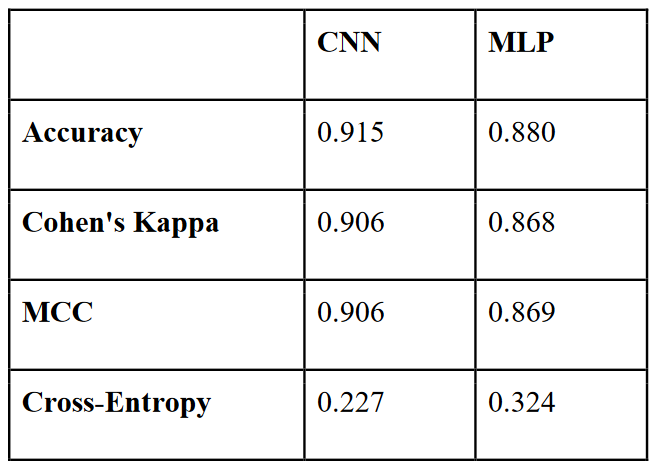 CNN MLP
Accuracy 0.915 0.880
Cohen's Kappa 0.906 0.868
MCC 0.906 0.869
Cross-Entropy 0.227 0.324